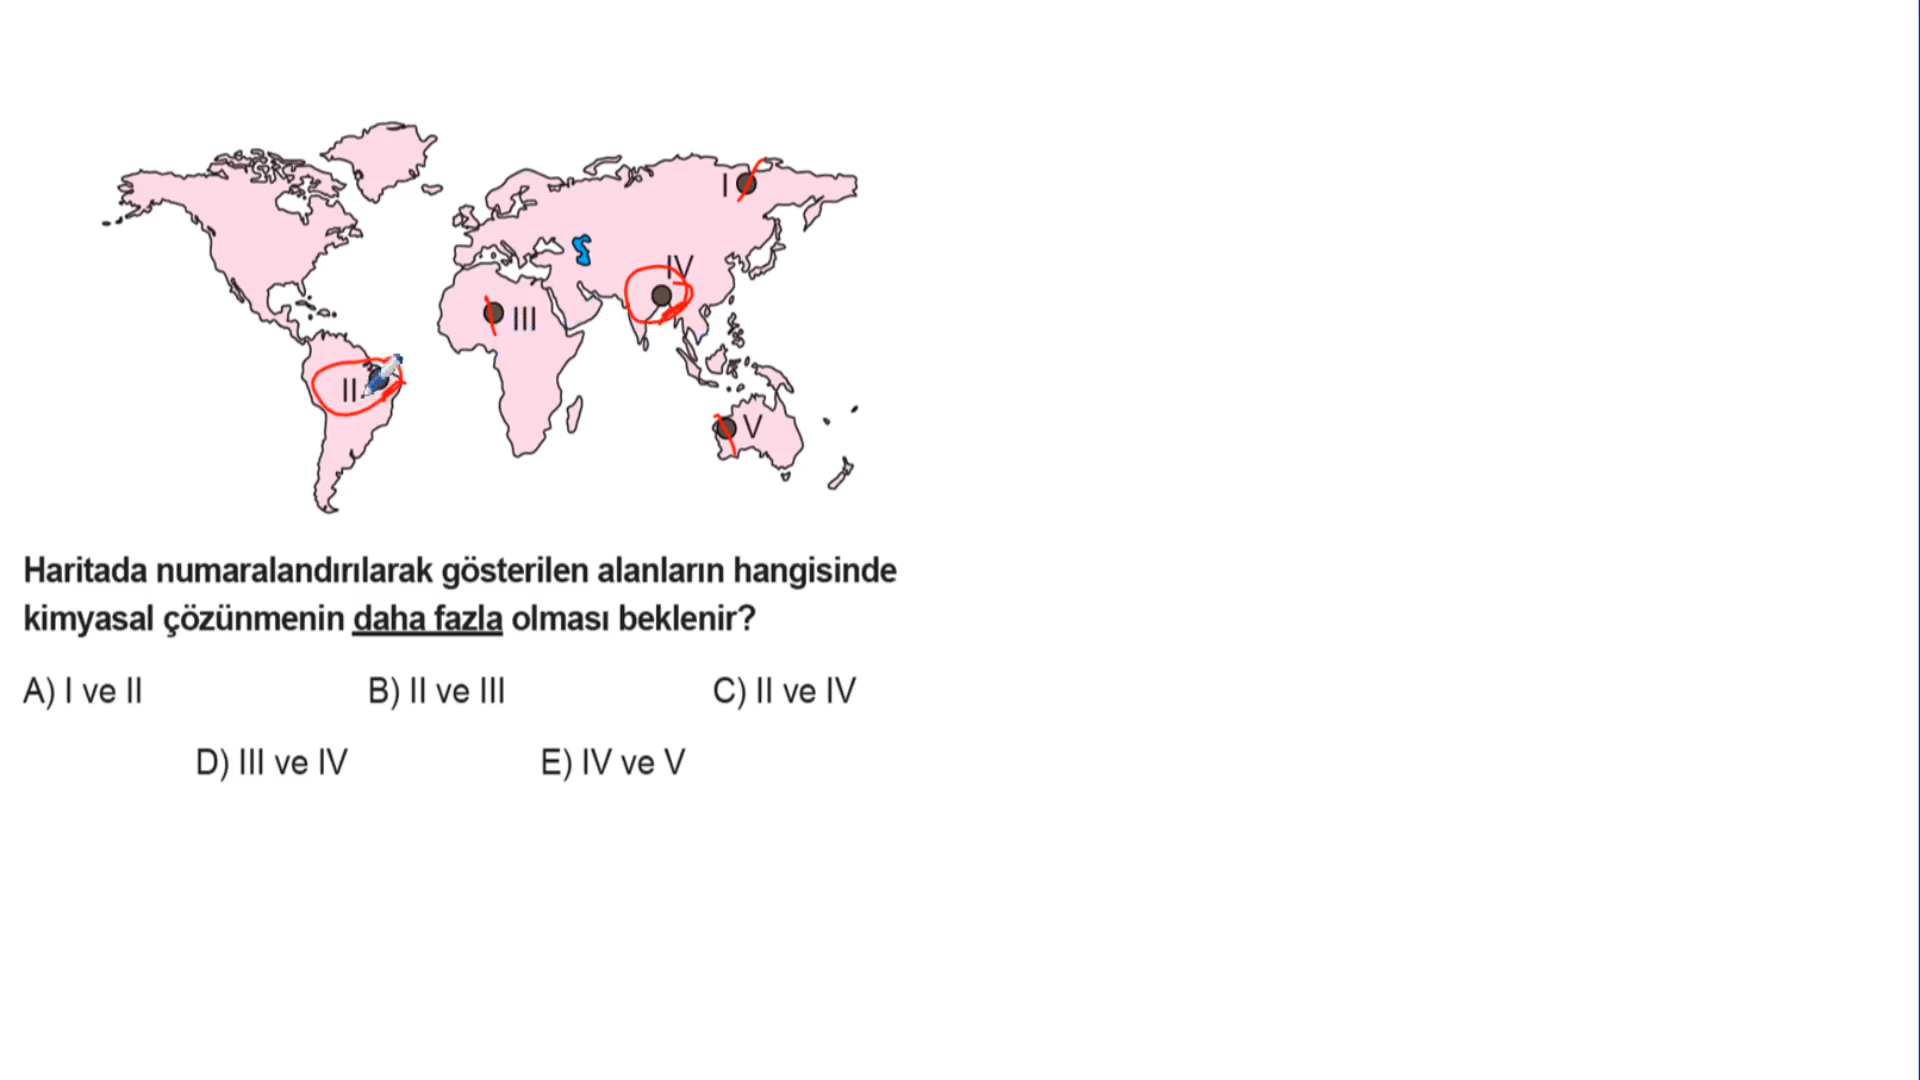 I
IV
III
II
V
Haritada numaralandırılarak gösterilen alanların hangisinde
kimyasal çözünmenin daha fazla olması beklenir?
A) I ve II B) II ve III C) II ve IV
D) III ve IV E) IV ve V